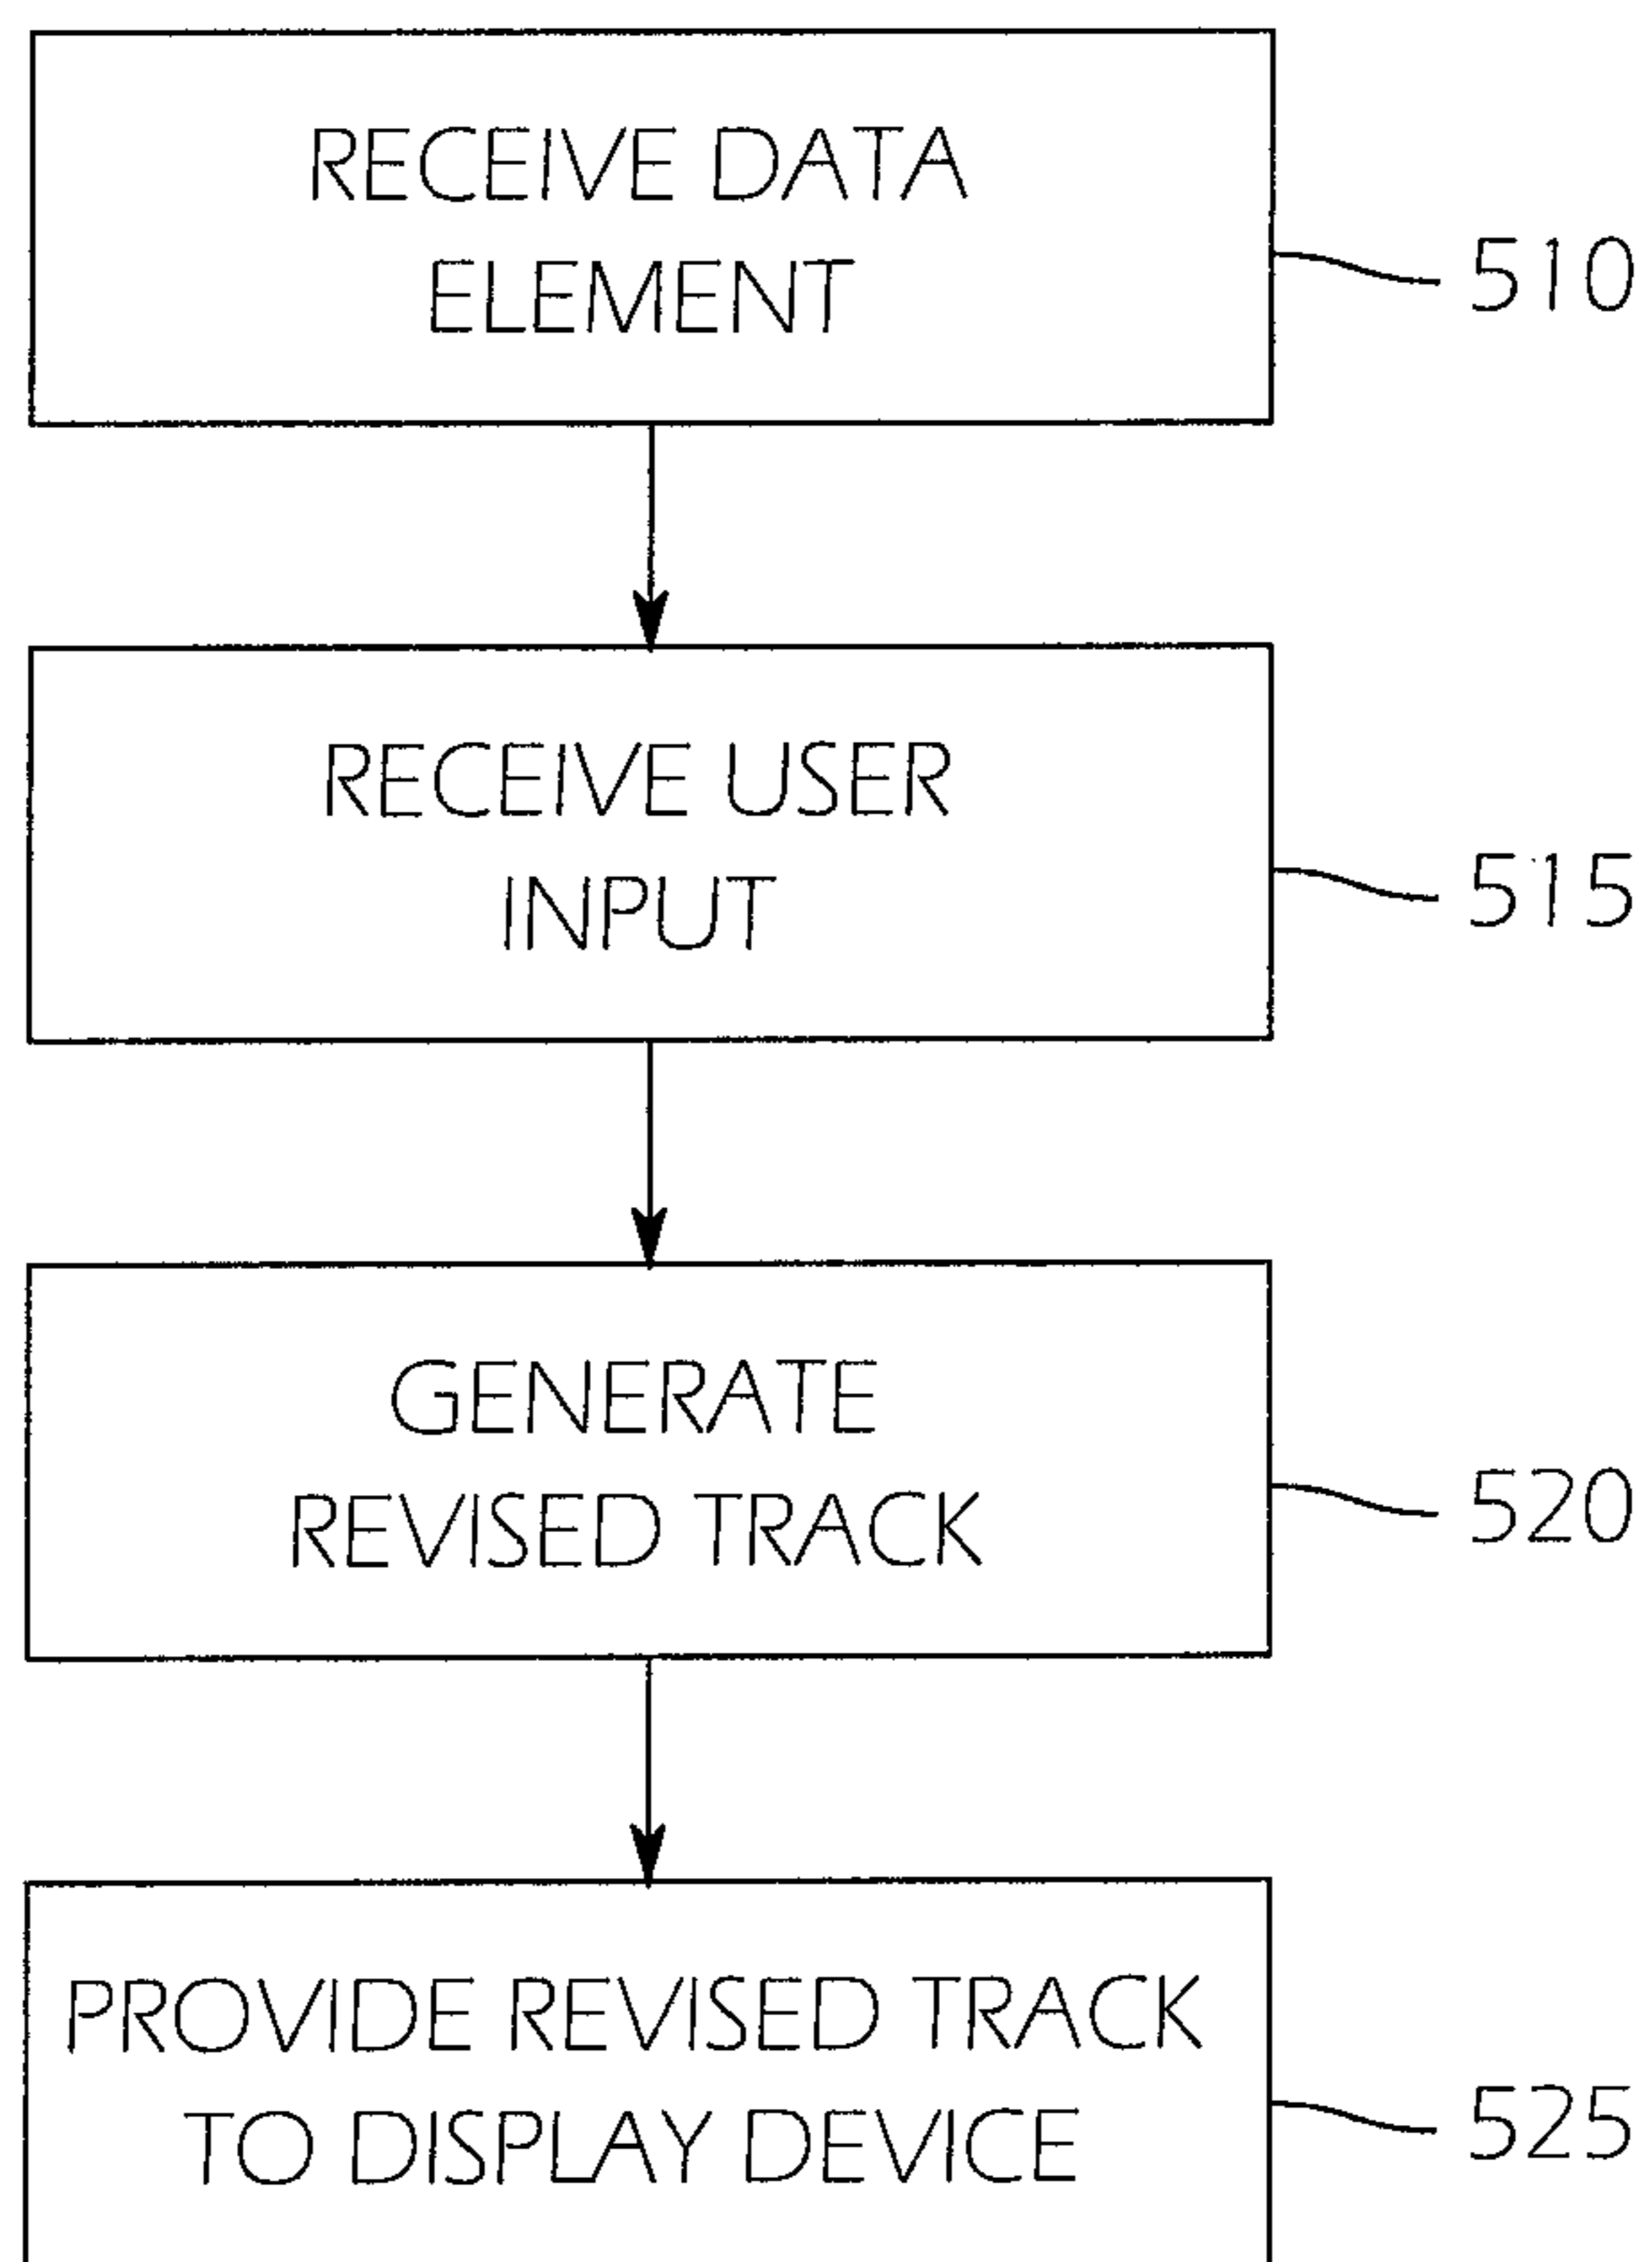 RECEIVE DATA
ELEMENT
510
RECEIVE USER
INPUT
515
GENERATE
REVISED TRACK
520
PROVIDE REVISED TRACK
TO DISPLAY DEVICE
525